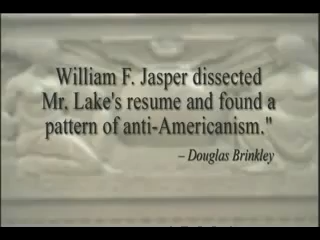 William F. Jasper dissected
Mr. Lake's resume and found a
pattern of anti-Americanism."
– Douglas Brinkley